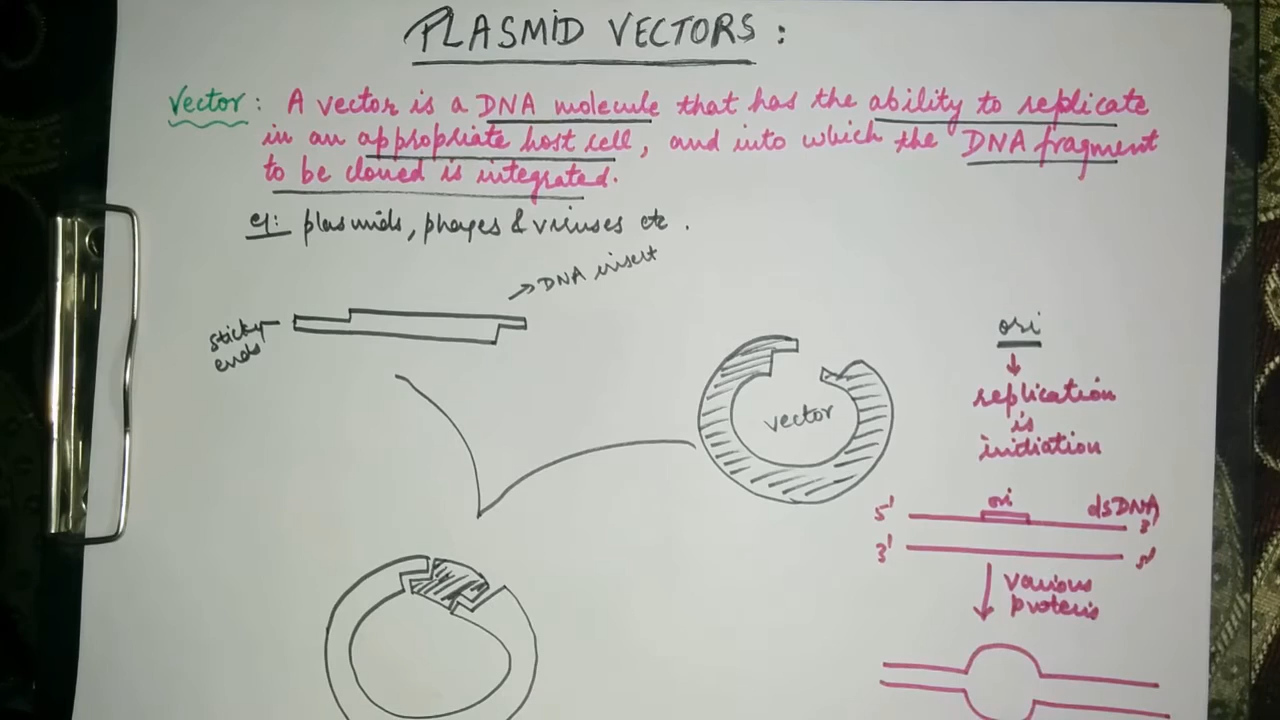 PLASMID VECTORS:
Vector: A vector is a DNA molecule that has the ability to replicate
in an appropriate host cell, and into which the DNA fragment
to be cloned is integrated.
eg: plasmids, phages & viruses etc.
→ DNA insert
sticky
ends
vector
ori
replication
is
initiation
5' ori dsDNA 3'
3' 5'
various
proteins